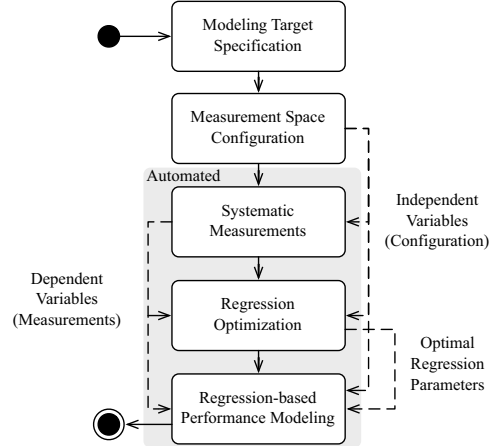 Modeling Target
Specification
Measurement Space
Configuration
Automated
Systematic
Measurements
Independent
Variables
(Configuration)
Dependent
Variables
(Measurements)
Regression
Optimization
Optimal
Regression
Parameters
Regression-based
Performance Modeling